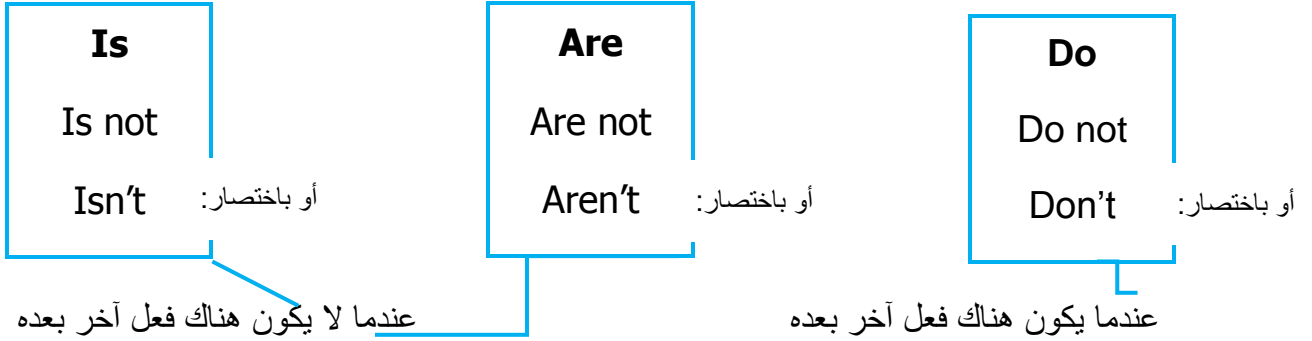 Is
Is not
Isn't أو باختصار:
Are
Are not
Aren't أو باختصار:
Do
Do not
Don't أو باختصار:
عندما لا يكون هناك فعل آخر بعده
عندما يكون هناك فعل آخر بعده